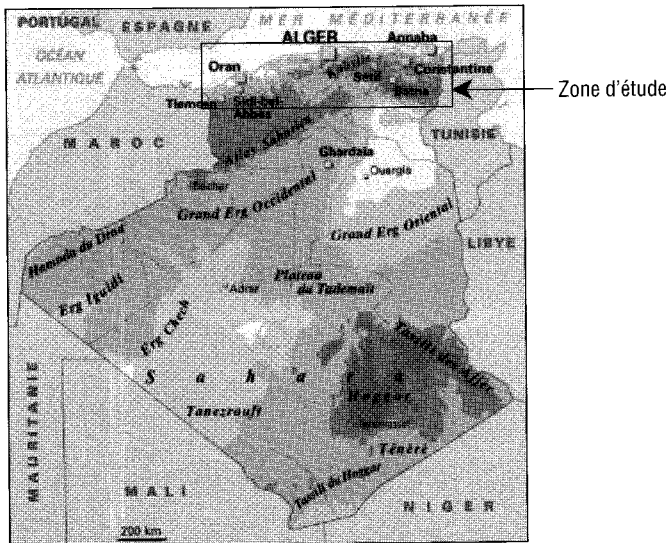 PORTUGAL
ESPAGNE
MER MÉDITERRANÉE
OCÉAN
ATLANTIQUE
ALGER
Annaba
Oran
Kabylie
Sétif
Constantine
Batna
Zone d'étude
Tlemcen
Sidi-bel-
Abbès
TUNISIE
MAROC
Atlas Saharien
Ghardaïa
Ouargla
Béchar
Grand Erg Occidental
Grand Erg Oriental
LIBYE
Hamada du Draa
Plateau
du Tademaït
Adrar
Erg Iguidi
Erg Chech
Tassili des Ajjer
Sahara
Hoggar
Tanezrouft
Ténéré
Tassili du Hoggar
MAURITANIE
MALI
NIGER
200 km